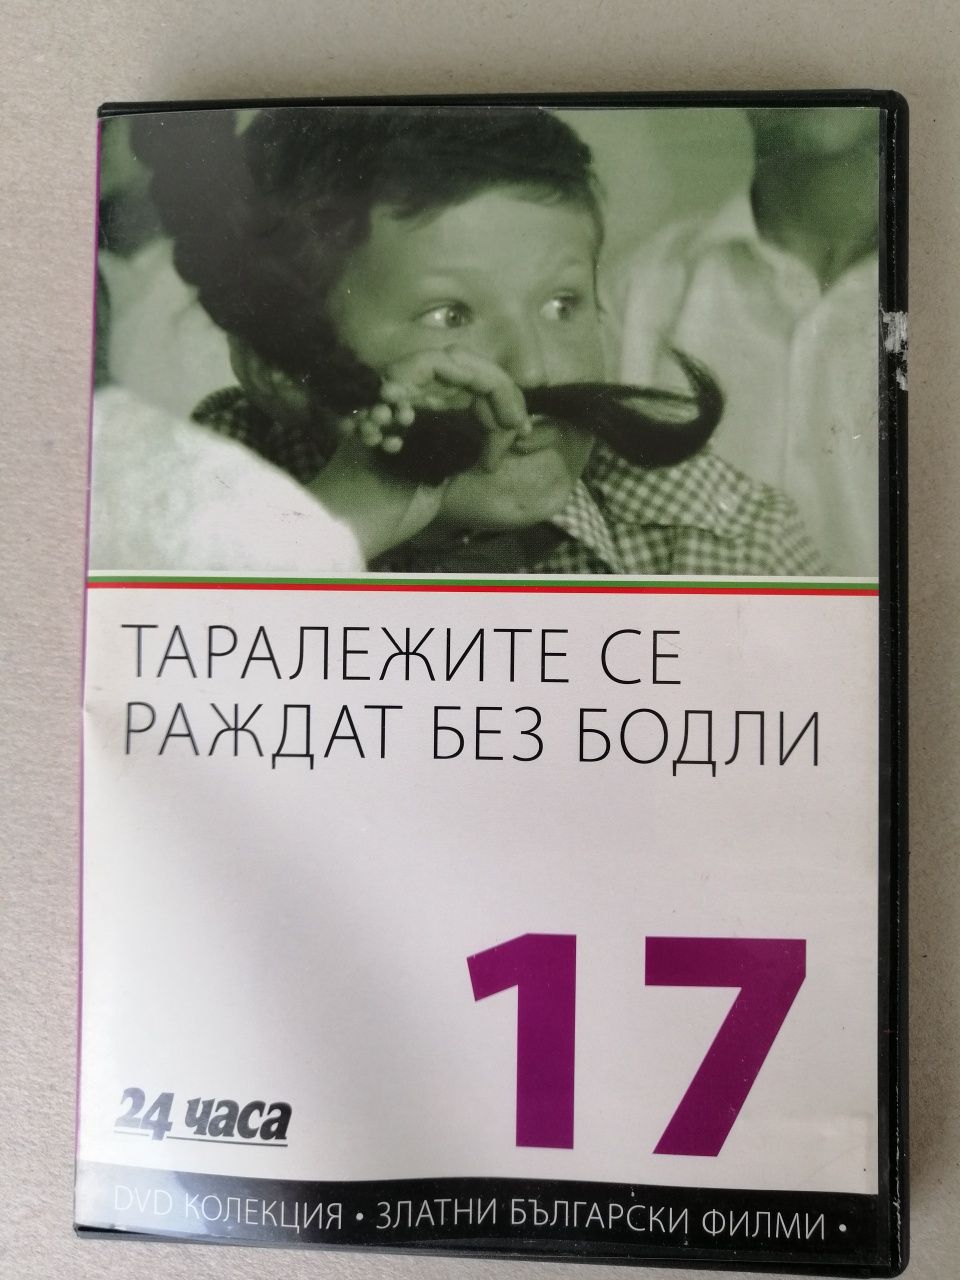 ТАРАЛЕЖИТЕ СЕ
РАЖДАТ БЕЗ БОДЛИ
17
24 часа
DVD КОЛЕКЦИЯ • ЗЛАТНИ БЪЛГАРСКИ ФИЛМИ •